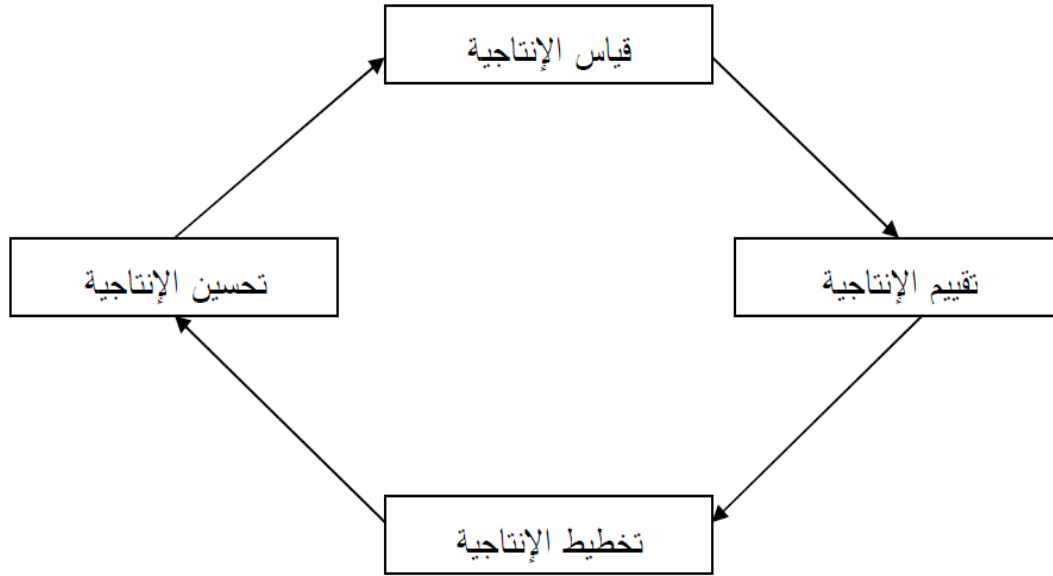 قياس الإنتاجية
تقييم الإنتاجية
تحسين الإنتاجية
تخطيط الإنتاجية